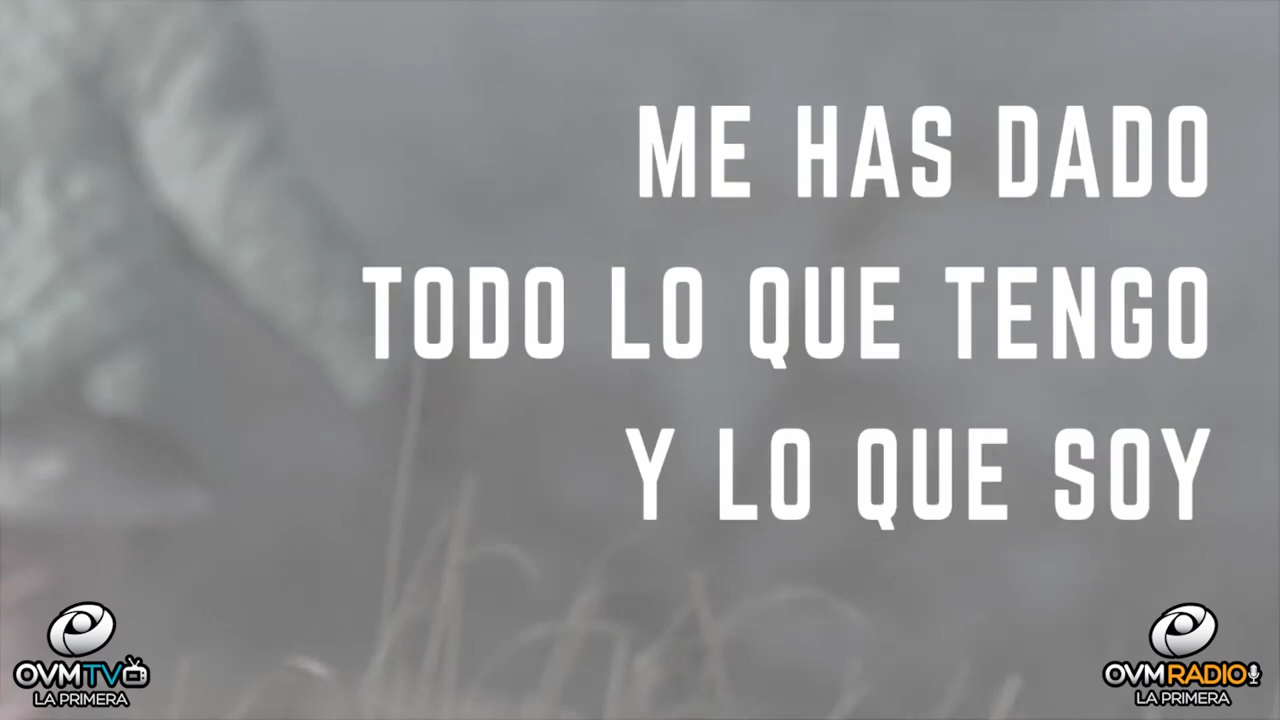 ME HAS DADO
TODO LO QUE TENGO
Y LO QUE SOY
OVMTV
LA PRIMERA
OVMRADIO
LA PRIMERA